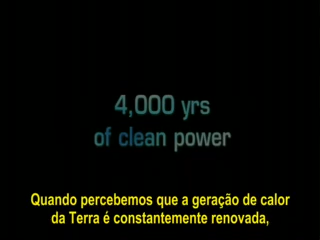 4,000 yrs
of clean power
Quando percebemos que a geração de calor
da Terra é constantemente renovada,